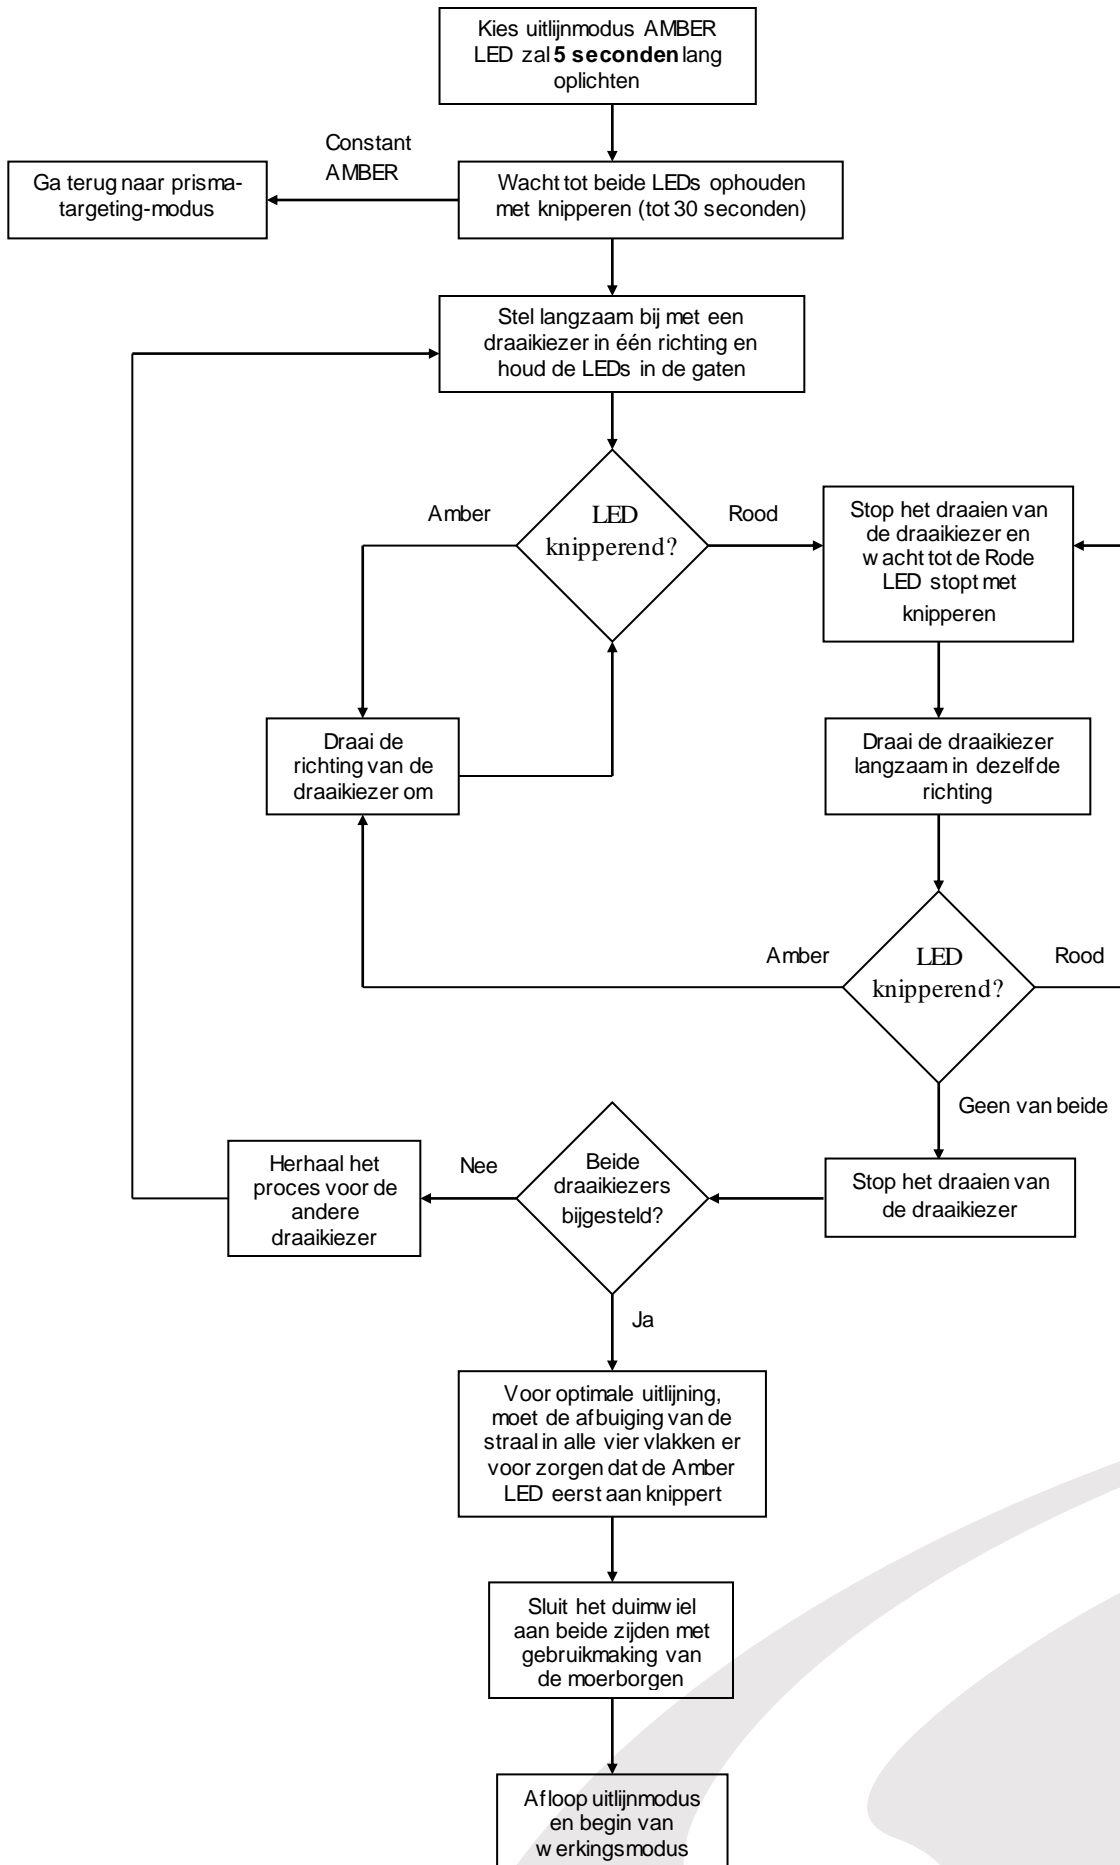 Kies uitlijnmodus AMBER
LED zal 5 seconden lang
oplichten
Constant
AMBER
Ga terug naar prisma-
targeting-modus
Wacht tot beide LEDs ophouden
met knipperen (tot 30 seconden)
Stel langzaam bij met een
draaikiezer in één richting en
houd de LEDs in de gaten
Amber
LED
knipperend?
Rood
Stop het draaien van
de draaikiezer en
wacht tot de Rode
LED stopt met
knipperen
Draai de
richting van de
draaikiezer om
Draai de draaikiezer
langzaam in dezelfde
richting
Amber
LED
knipperend?
Rood
Geen van beide
Herhaal het
proces voor de
andere
draaikiezer
Nee
Beide
draaikiezers
bijgesteld?
Stop het draaien van
de draaikiezer
Ja
Voor optimale uitlijning,
moet de afbuiging van de
straal in alle vier vlakken er
voor zorgen dat de Amber
LED eerst aan knippert
Sluit het duimwiel
aan beide zijden met
gebruikmaking van
de moerborgen
Afloop uitlijnmodus
en begin van
werkingsmodus